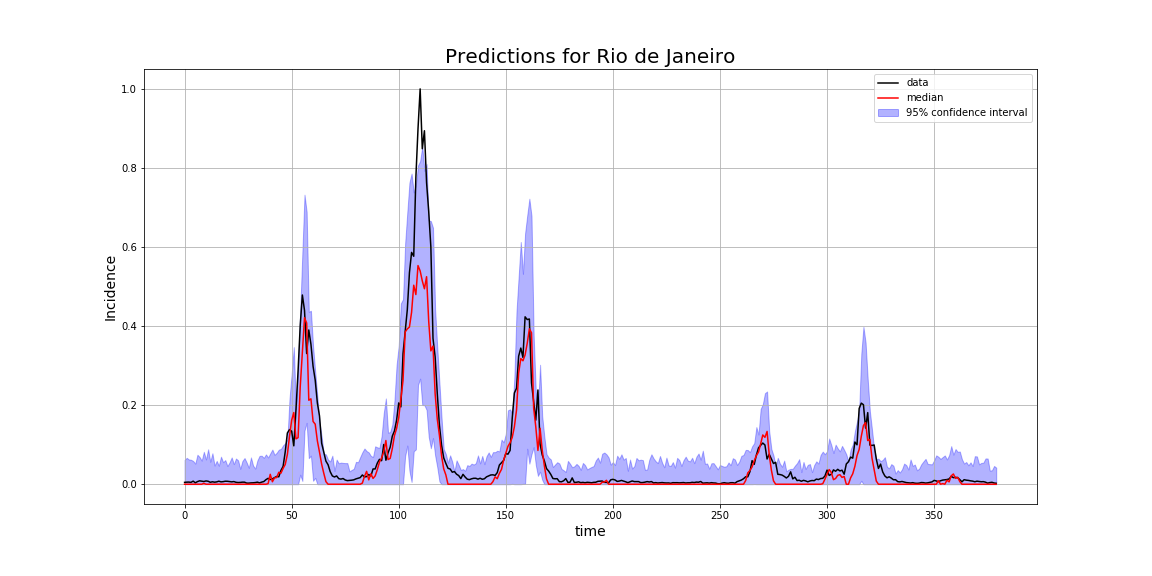 Predictions for Rio de Janeiro
data
median
95% confidence interval
1.0
0.8
0.6
0.4
0.2
0.0
Incidence
0 50 100 150 200 250 300 350
time